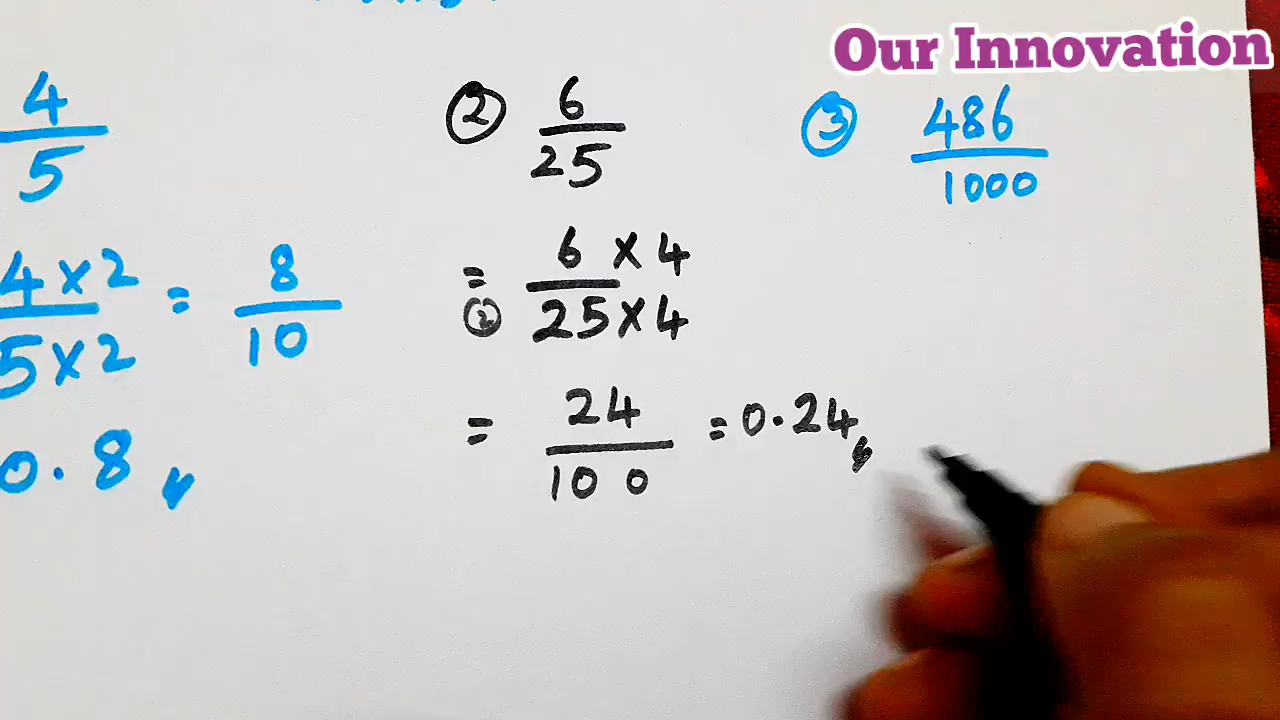 Our Innovation
4/5
4×2/5×2 = 8/10
0.8
② 6/25
= 6×4/25×4
②
= 24/100 = 0.24
③ 486/1000